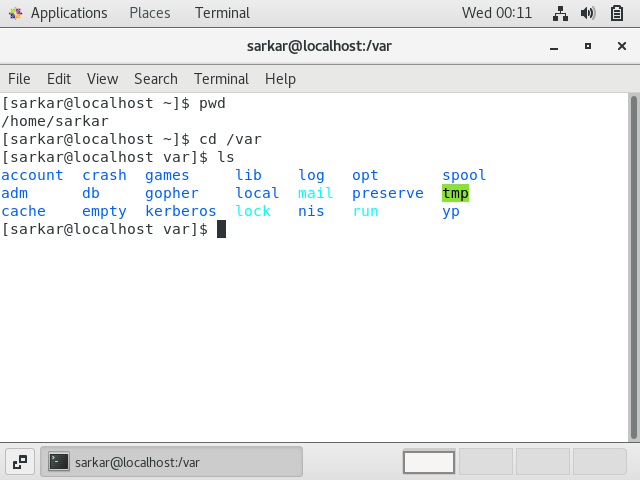 Applications Places Terminal Wed 00:11
sarkar@localhost:/var
File Edit View Search Terminal Help
[sarkar@localhost ~]$ pwd
/home/sarkar
[sarkar@localhost ~]$ cd /var
[sarkar@localhost var]$ ls
account crash games lib log opt spool
adm db gopher local mail preserve tmp
cache empty kerberos lock nis run yp
[sarkar@localhost var]$
sarkar@localhost:/var